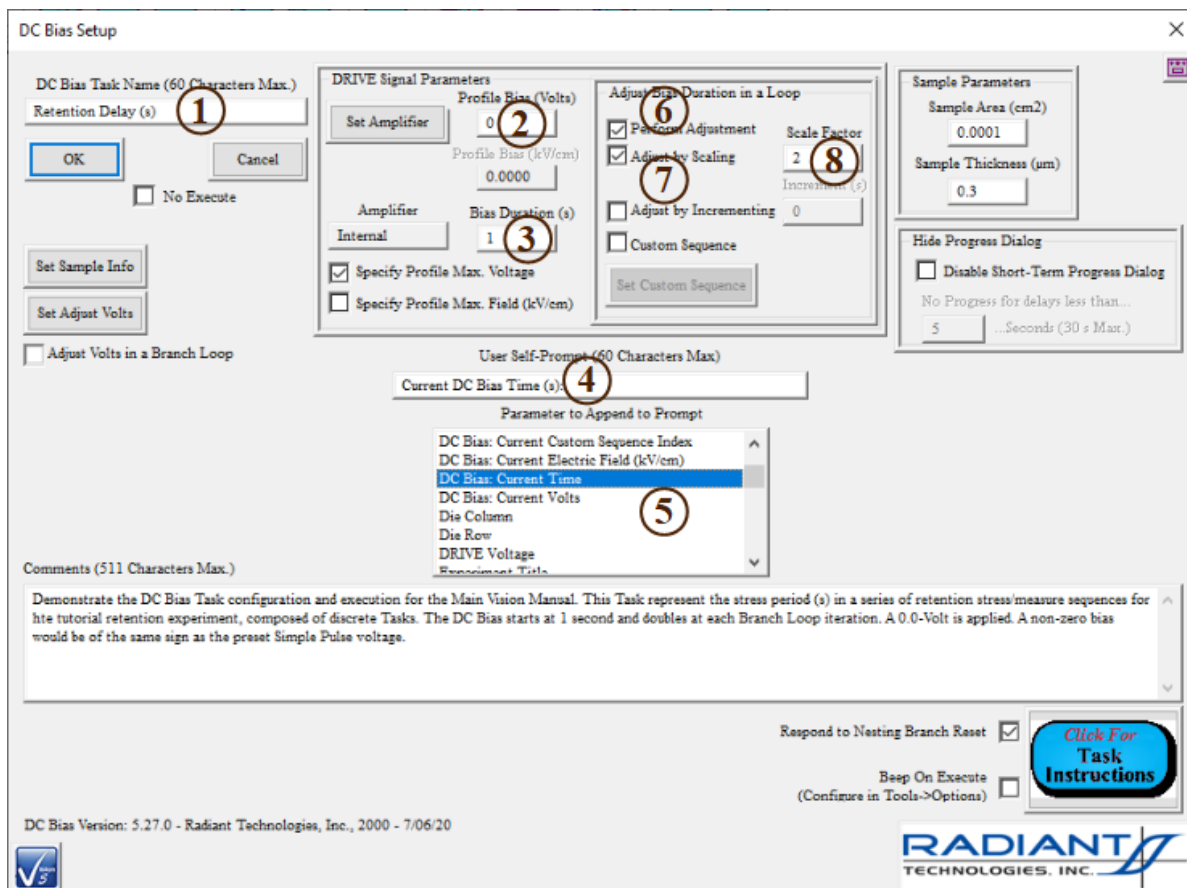 DC Bias Setup
DC Bias Task Name (60 Characters Max.)
Retention Delay (s)
1
OK
Cancel
No Execute
Set Sample Info
Set Adjust Volts
Adjust Volts in a Branch Loop
DRIVE Signal Parameters
Set Amplifier
Profile Bias (Volts)
0
2
Profile Bias (kV/cm)
0.0000
Amplifier
Internal
Bias Duration (s)
1
3
Specify Profile Max. Voltage
Specify Profile Max. Field (kV/cm)
Adjust Bias Duration in a Loop
6
Perform Adjustment
Adjust by Scaling
7
Scale Factor
2
8
Increment (s)
0
Adjust by Incrementing
Custom Sequence
Set Custom Sequence
Sample Parameters
Sample Area (cm2)
0.0001
Sample Thickness (µm)
0.3
Hide Progress Dialog
Disable Short-Term Progress Dialog
No Progress for delays less than...
5
...Seconds (30 s Max.)
User Self-Prompt (60 Characters Max)
Current DC Bias Time (s):
4
Parameter to Append to Prompt
DC Bias: Current Custom Sequence Index
DC Bias: Current Electric Field (kV/cm)
DC Bias: Current Time
DC Bias: Current Volts
5
Die Column
Die Row
DRIVE Voltage
Experiment Title
Comments (511 Characters Max.)
Demonstrate the DC Bias Task configuration and execution for the Main Vision Manual. This Task represent the stress period (s) in a series of retention stress/measure sequences for
hte tutorial retention experiment, composed of discrete Tasks. The DC Bias starts at 1 second and doubles at each Branch Loop iteration. A 0.0-Volt is applied. A non-zero bias
would be of the same sign as the preset Simple Pulse voltage.
Respond to Nesting Branch Reset
Beep On Execute
(Configure in Tools->Options)
Click For
Task
Instructions
DC Bias Version: 5.27.0 - Radiant Technologies, Inc., 2000 - 7/06/20
RADIANT
TECHNOLOGIES, INC.